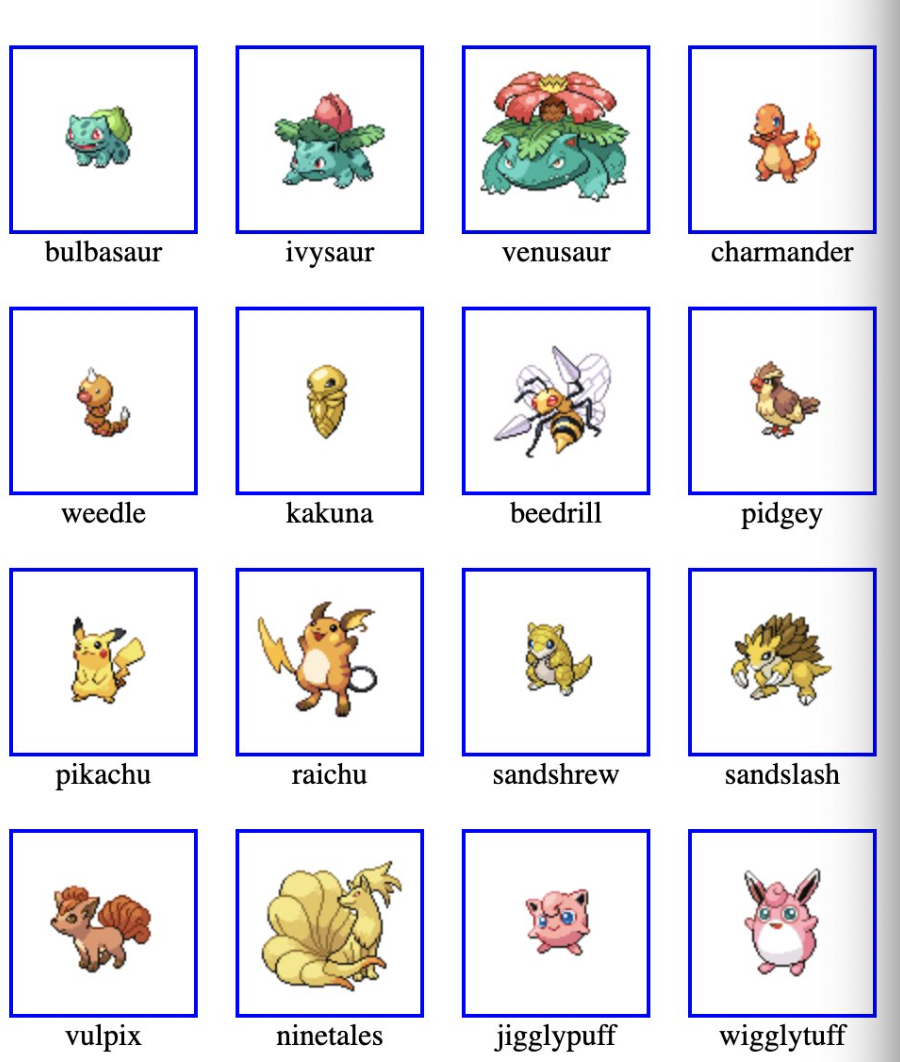 bulbasaur ivysaur venusaur charmander
weedle kakuna beedrill pidgey
pikachu raichu sandshrew sandslash
vulpix ninetales jigglypuff wigglytuff